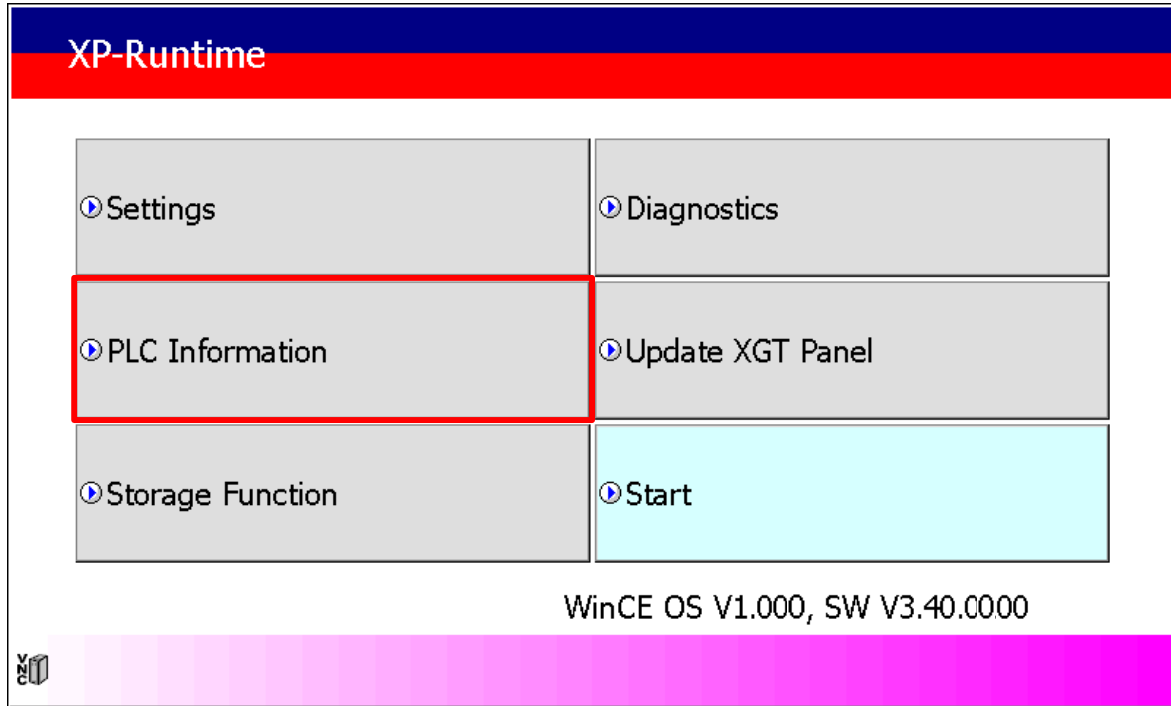 XP-Runtime
Settings
Diagnostics
PLC Information
Update XGT Panel
Storage Function
Start
WinCE OS V1.000, SW V3.40.0000
VNC